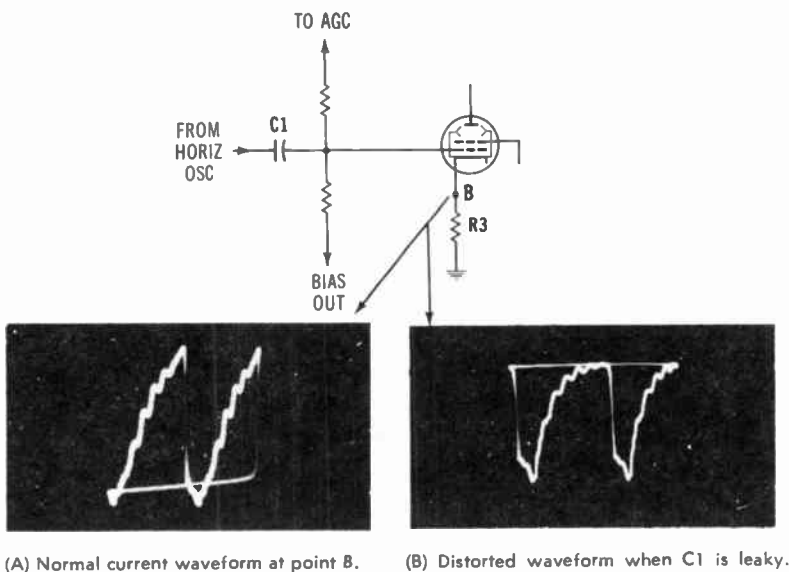 TO AGC
FROM
HORIZ
OSC
C1
B
R3
BIAS
OUT
(A) Normal current waveform at point B.
(B) Distorted waveform when C1 is leaky.